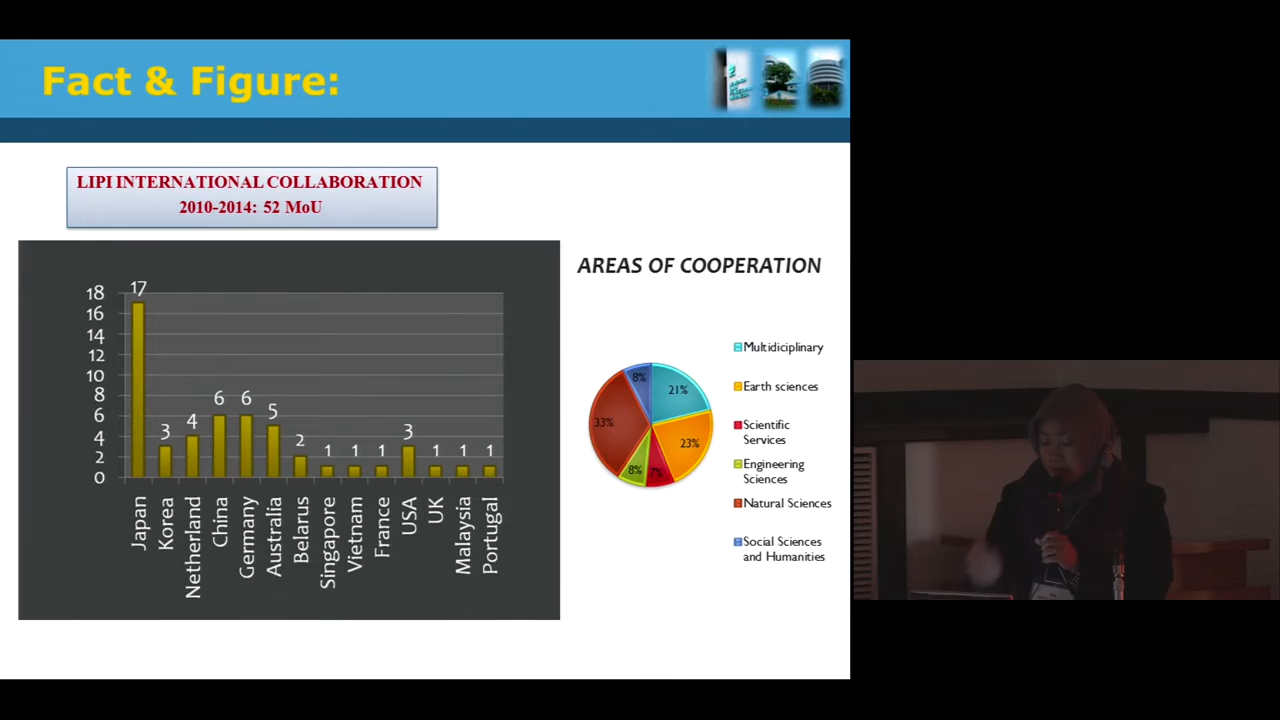 Fact & Figure:
LIPI INTERNATIONAL COLLABORATION
2010-2014: 52 MoU
AREAS OF COOPERATION
18
16
14
12
10
8
6
4
2
0
17
3
4
6
6
5
2
1
1
1
3
1
1
1
Japan
Korea
Netherland
China
Germany
Australia
Belarus
Singapore
Vietnam
France
USA
UK
Malaysia
Portugal
21%
23%
7%
8%
33%
8%
Multidiciplinary
Earth sciences
Scientific
Services
Engineering
Sciences
Natural Sciences
Social Sciences
and Humanities